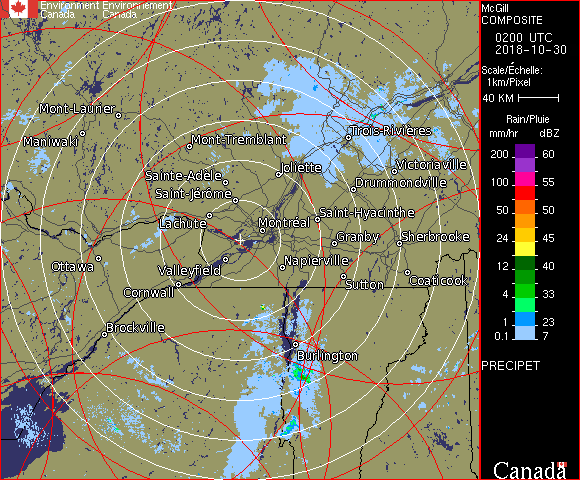 Environment Environnement
Canada Canada
McGill
COMPOSITE
0200 UTC
2018-10-30
Scale/Échelle:
1km/Pixel
40 KM
Rain/Pluie
mm/hr dBZ
200 60
150 57
100 55
50 50
24 45
12 40
4 33
1 23
0.1 7
PRECIPET
Canada
Mont-Laurier
Maniwaki
Mont-Tremblant
Trois-Rivières
Joliette
Victoriaville
Sainte-Adèle
Drummondville
Saint-Jérôme
Saint-Hyacinthe
Lachute
Montréal
Granby
Sherbrooke
Ottawa
Valleyfield
Napierville
Coaticook
Sutton
Cornwall
Brockville
Burlington